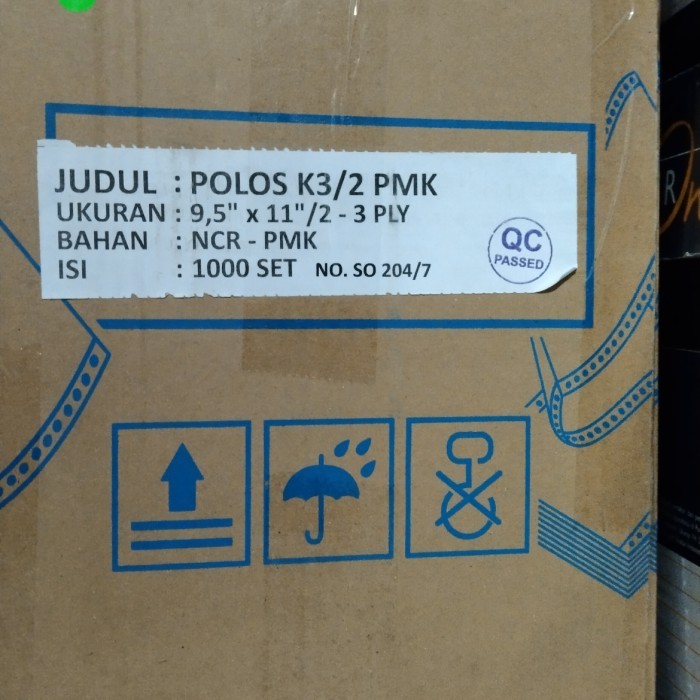 JUDUL : POLOS K3/2 PMK
UKURAN : 9,5" x 11"/2 - 3 PLY
BAHAN : NCR - PMK
ISI : 1000 SET NO. SO 204/7
QC
PASSED
R